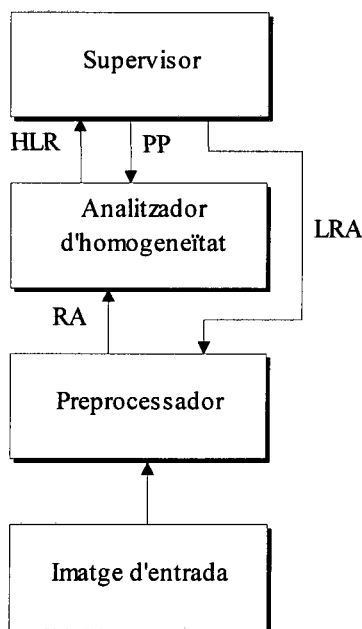 Supervisor
HLR
PP
Analitzador
d'homogeneïtat
LRA
RA
Preprocessador
Imatge d'entrada